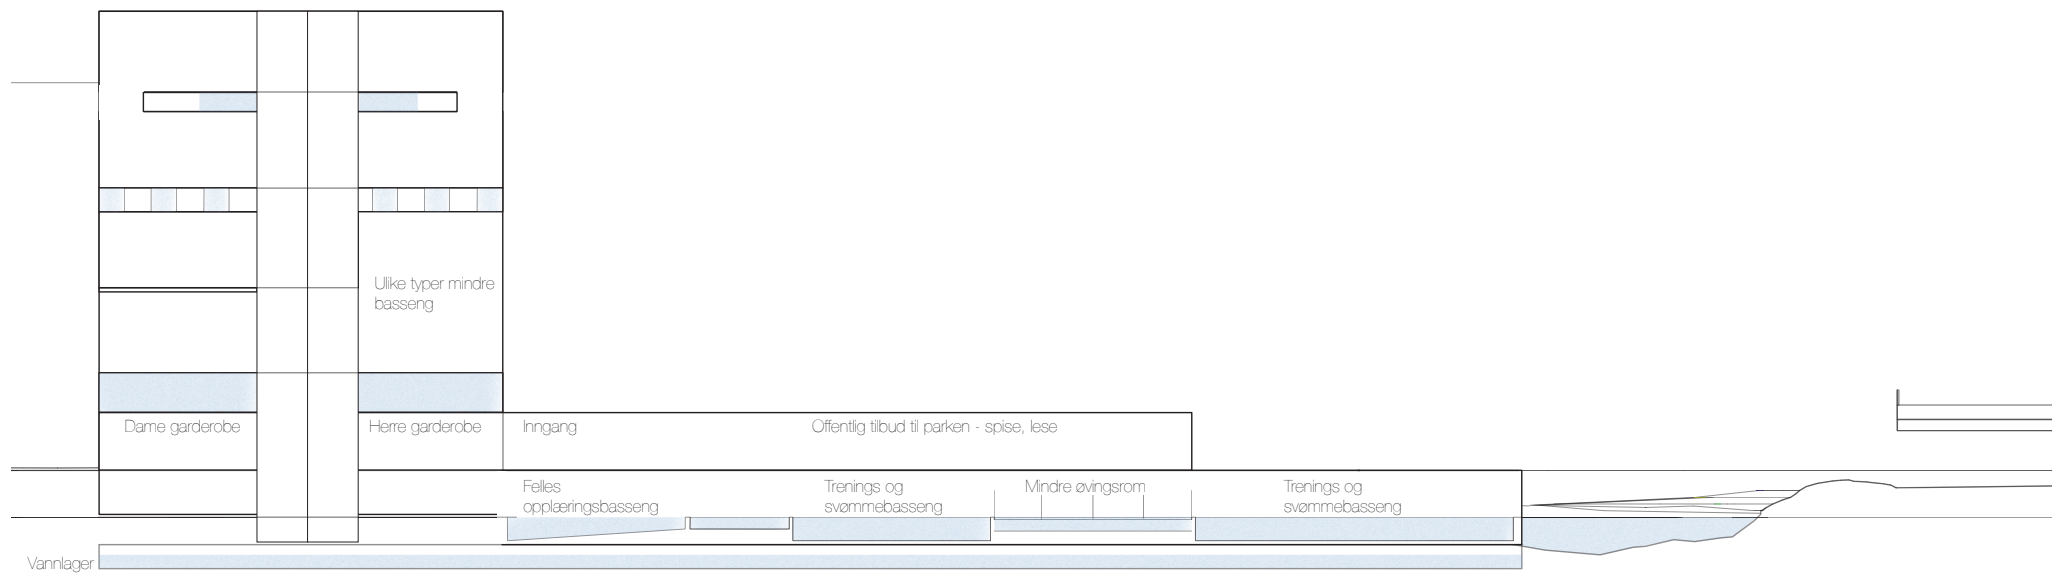 Ulike typer mindre
basseng
Dame garderobe
Herre garderobe
Inngang
Offentlig tilbud til parken - spise, lese
Felles
opplæringsbasseng
Trenings og
svømmebasseng
Mindre øvingsrom
Trenings og
svømmebasseng
Vannlager